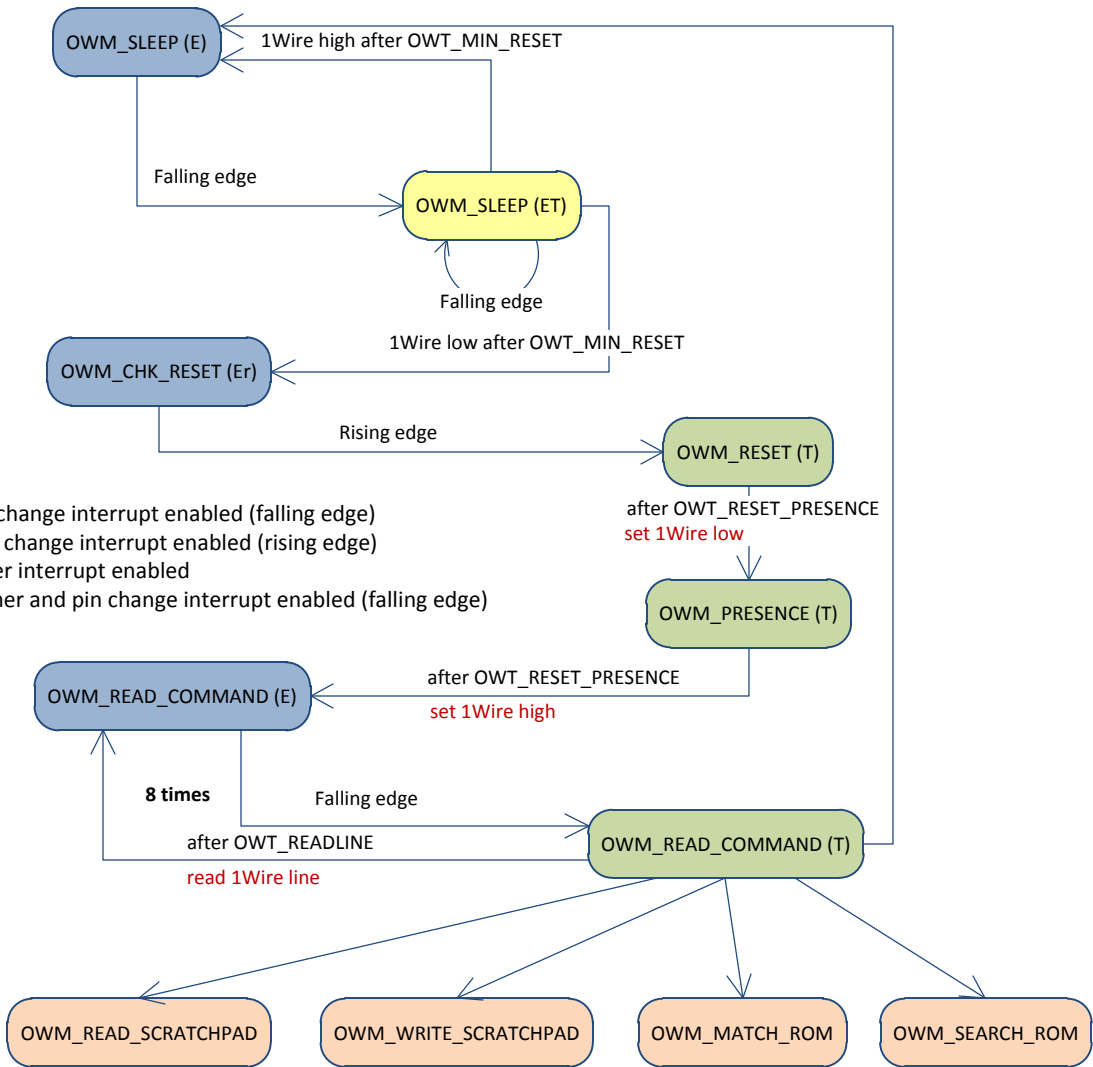 OWM_SLEEP (E)
1Wire high after OWT_MIN_RESET
Falling edge
OWM_SLEEP (ET)
Falling edge
1Wire low after OWT_MIN_RESET
OWM_CHK_RESET (Er)
Rising edge
OWM_RESET (T)
after OWT_RESET_PRESENCE
set 1Wire low
change interrupt enabled (falling edge)
change interrupt enabled (rising edge)
interrupt enabled
and pin change interrupt enabled (falling edge)
OWM_PRESENCE (T)
after OWT_RESET_PRESENCE
set 1Wire high
OWM_READ_COMMAND (E)
8 times
Falling edge
after OWT_READLINE
read 1Wire line
OWM_READ_COMMAND (T)
OWM_READ_SCRATCHPAD
OWM_WRITE_SCRATCHPAD
OWM_MATCH_ROM
OWM_SEARCH_ROM